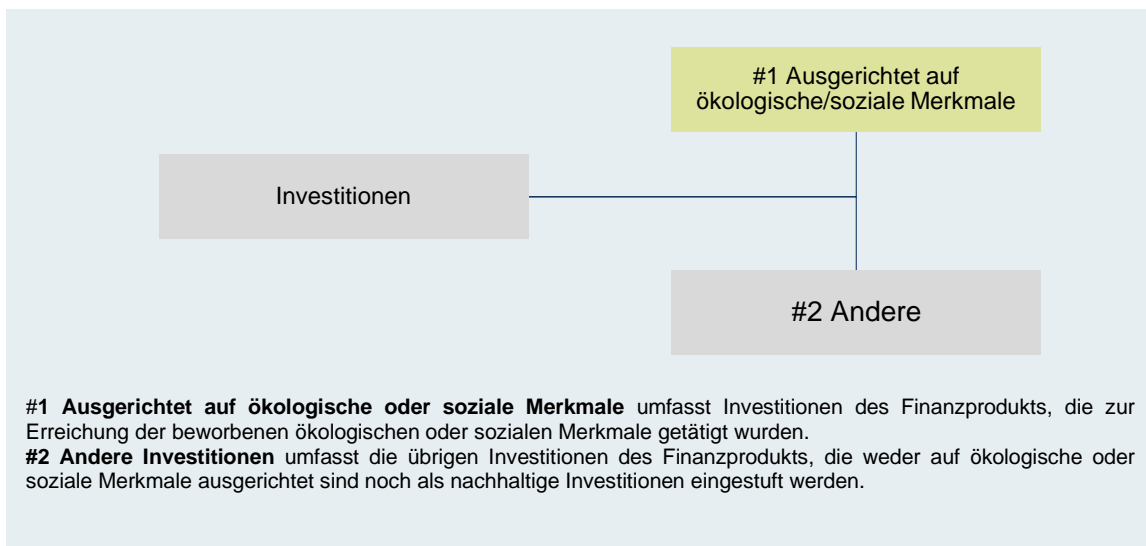 #1 Ausgerichtet auf
ökologische/soziale Merkmale
Investitionen
#2 Andere
#1 Ausgerichtet auf ökologische oder soziale Merkmale umfasst Investitionen des Finanzprodukts, die zur
Erreichung der beworbenen ökologischen oder sozialen Merkmale getätigt wurden.
#2 Andere Investitionen umfasst die übrigen Investitionen des Finanzprodukts, die weder auf ökologische oder
soziale Merkmale ausgerichtet sind noch als nachhaltige Investitionen eingestuft werden.